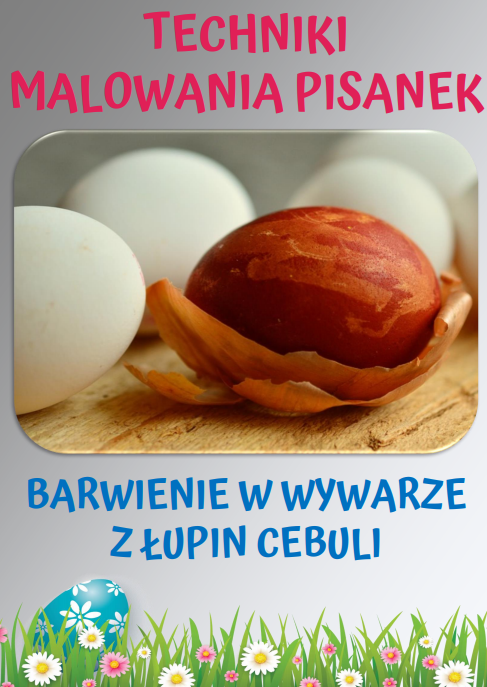 TECHNIKI
MALOWANIA PISANEK
BARWIENIE W WYWARZE
Z ŁUPIN CEBULI